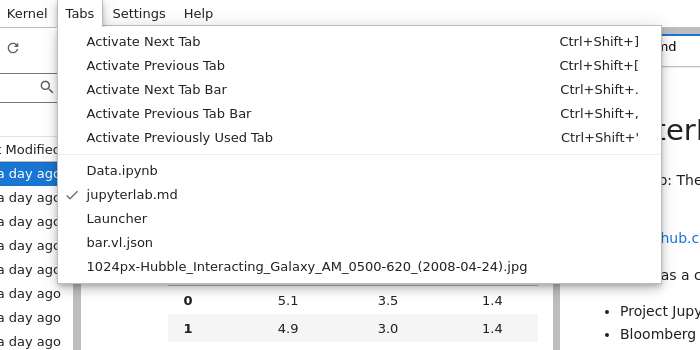 Kernel Tabs Settings Help
Activate Next Tab Ctrl+Shift+]
Activate Previous Tab Ctrl+Shift+[
Activate Next Tab Bar Ctrl+Shift+.
Activate Previous Tab Bar Ctrl+Shift+,
Activate Previously Used Tab Ctrl+Shift+'
Data.ipynb
jupyterlab.md
Launcher
bar.vl.json
1024px-Hubble_Interacting_Galaxy_AM_0500-620_(2008-04-24).jpg
Modified
a day ago
a day ago
a day ago
a day ago
a day ago
a day ago
a day ago
a day ago
0 5.1 3.5 1.4
1 4.9 3.0 1.4
md
b: The
hub.c
as a c
• Project Jupy
• Bloomberg